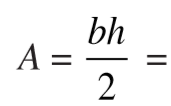 A = bh/2 =